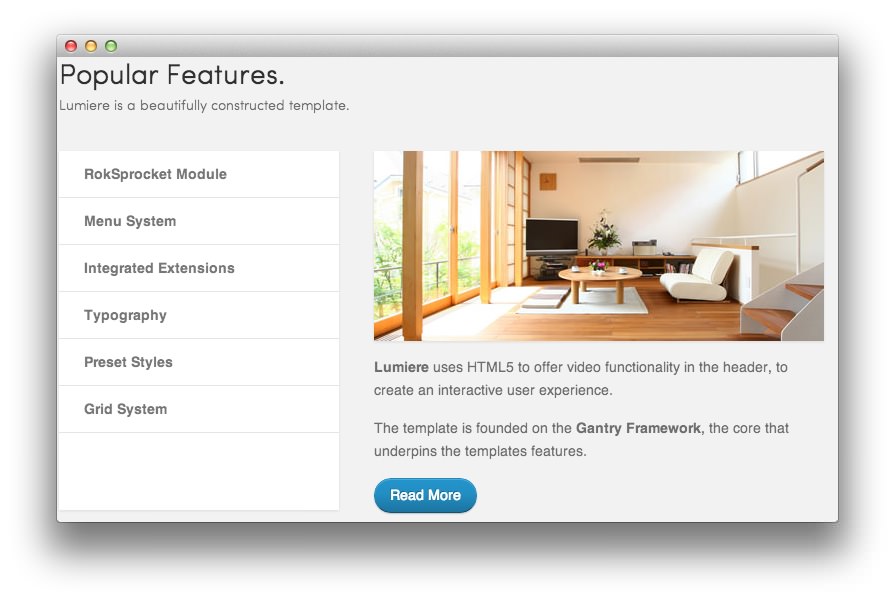 Popular Features.
Lumiere is a beautifully constructed template.
RokSprocket Module
Menu System
Integrated Extensions
Typography
Preset Styles
Grid System
Lumiere uses HTML5 to offer video functionality in the header, to
create an interactive user experience.
The template is founded on the Gantry Framework, the core that
underpins the templates features.
Read More